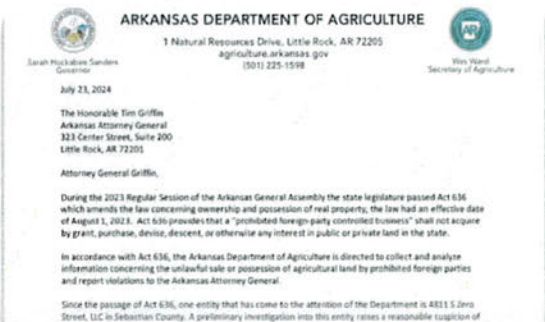 ARKANSAS DEPARTMENT OF AGRICULTURE
1 Natural Resources Drive, Little Rock, AR 72205
agriculture.arkansas.gov
(501) 225-1598
Sarah Huckabee Sanders
Governor
Wes Ward
Secretary of Agriculture
July 23, 2024
The Honorable Tim Griffin
Arkansas Attorney General
323 Center Street, Suite 200
Little Rock, AR 72201
Attorney General Griffin,
During the 2023 Regular Session of the Arkansas General Assembly the state legislature passed Act 636
which amends the law concerning ownership and possession of real property, the law had an effective date
of August 1, 2023. Act 636 provides that a "prohibited foreign-party controlled business" shall not acquire
by grant, purchase, devise, descent, or otherwise any interest in public or private land in the state.
In accordance with Act 636, the Arkansas Department of Agriculture is directed to collect and analyze
information concerning the unlawful sale or possession of agricultural land by prohibited foreign parties
and report violations to the Arkansas Attorney General.
Since the passage of Act 636, one entity that has come to the attention of the Department is 4811 S Zero
Street, LLC in Sebastian County. A preliminary investigation into this entity raises a reasonable suspicion of